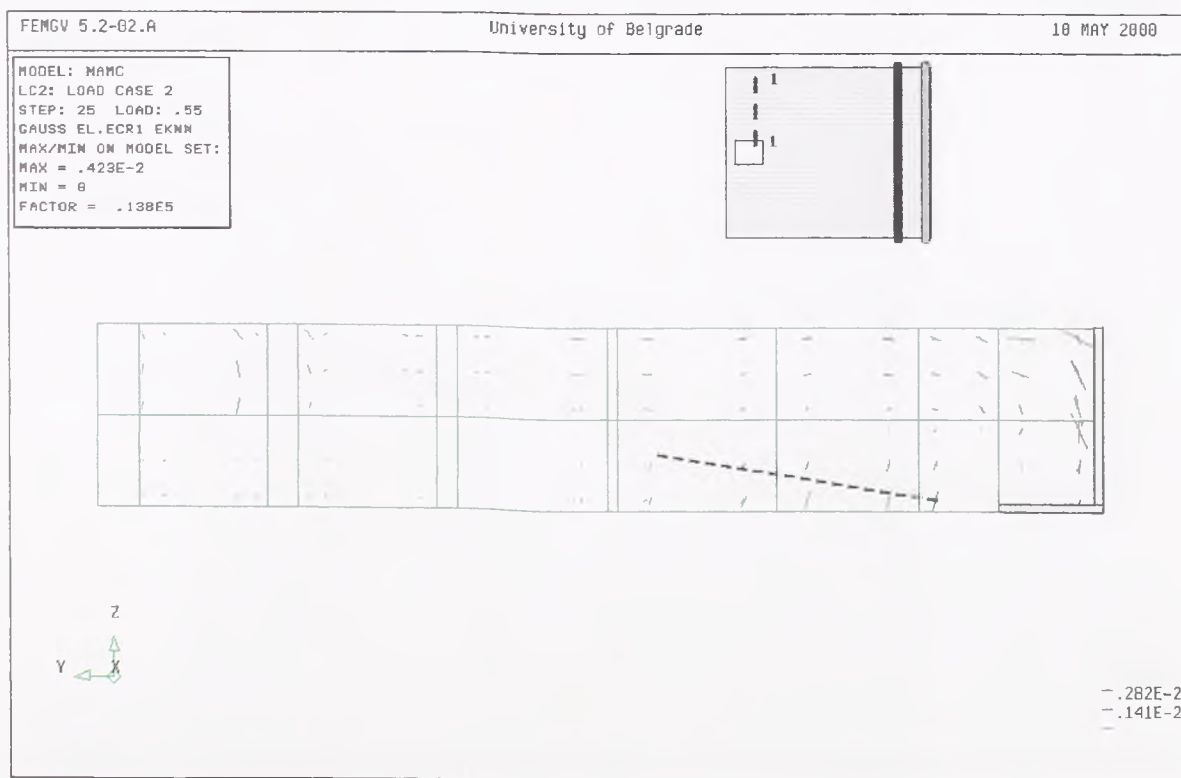 FEMGV 5.2-02.A
University of Belgrade
10 MAY 2000
MODEL: MAMC
LC2: LOAD CASE 2
STEP: 25 LOAD: .55
GAUSS EL.ECR1 EKNN
MAX/MIN ON MODEL SET:
MAX = .423E-2
MIN = 0
FACTOR = .138E5
1
1
Z
Y
X
.282E-2
.141E-2